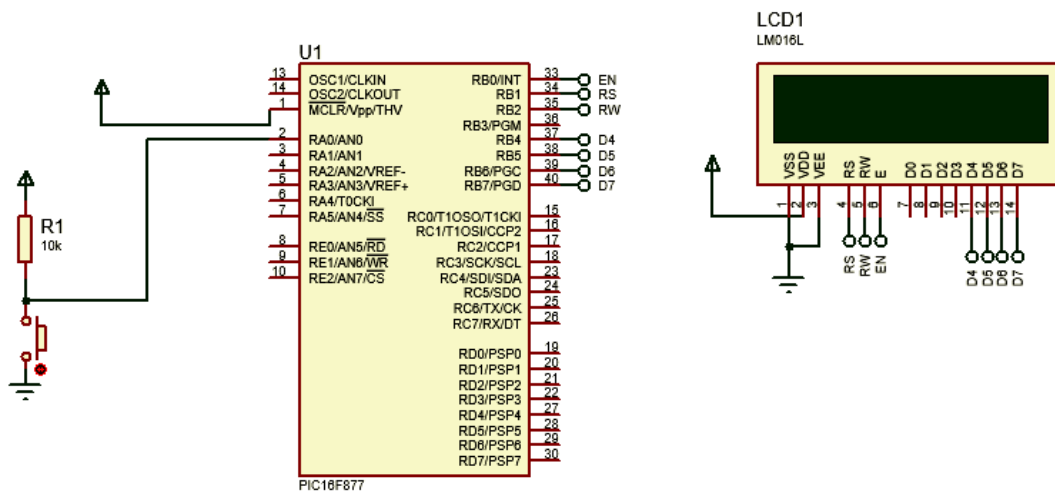 U1
13 OSC1/CLKIN
14 OSC2/CLKOUT
1 MCLR/Vpp/THV
2 RA0/AN0
3 RA1/AN1
4 RA2/AN2/VREF-
5 RA3/AN3/VREF+
6 RA4/T0CKI
7 RA5/AN4/SS
8 RE0/AN5/RD
9 RE1/AN6/WR
10 RE2/AN7/CS
RB0/INT 33 EN
RB1 34 RS
RB2 35 RW
RB3/PGM 36
RB4 37 D4
RB5 38 D5
RB6/PGC 39 D6
RB7/PGD 40 D7
RC0/T1OSO/T1CKI 15
RC1/T1OSI/CCP2 16
RC2/CCP1 17
RC3/SCK/SCL 18
RC4/SDI/SDA 23
RC5/SDO 24
RC6/TX/CK 25
RC7/RX/DT 26
RD0/PSP0 19
RD1/PSP1 20
RD2/PSP2 21
RD3/PSP3 22
RD4/PSP4 27
RD5/PSP5 28
RD6/PSP6 29
RD7/PSP7 30
PIC16F877
R1
10k
LCD1
LM016L
VSS VDD VEE RS RW E D0 D1 D2 D3 D4 D5 D6 D7
1 2 3 4 5 6 7 8 9 10 11 12 13 14
RS RW EN D4 D5 D6 D7